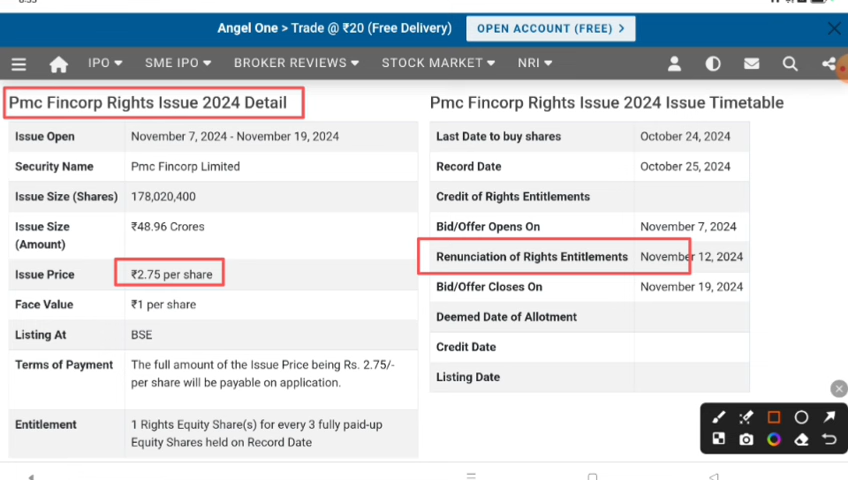 Angel One > Trade @ ₹20 (Free Delivery)
OPEN ACCOUNT (FREE) >
IPO
SME IPO
BROKER REVIEWS
STOCK MARKET
NRI
Pmc Fincorp Rights Issue 2024 Detail
Issue Open November 7, 2024 - November 19, 2024
Security Name Pmc Fincorp Limited
Issue Size (Shares) 178,020,400
Issue Size ₹48.96 Crores
(Amount)
Issue Price ₹2.75 per share
Face Value ₹1 per share
Listing At BSE
Terms of Payment The full amount of the Issue Price being Rs. 2.75/-
per share will be payable on application.
Entitlement 1 Rights Equity Share(s) for every 3 fully paid-up
Equity Shares held on Record Date
Pmc Fincorp Rights Issue 2024 Issue Timetable
Last Date to buy shares October 24, 2024
Record Date October 25, 2024
Credit of Rights Entitlements
Bid/Offer Opens On November 7, 2024
Renunciation of Rights Entitlements November 12, 2024
Bid/Offer Closes On November 19, 2024
Deemed Date of Allotment
Credit Date
Listing Date